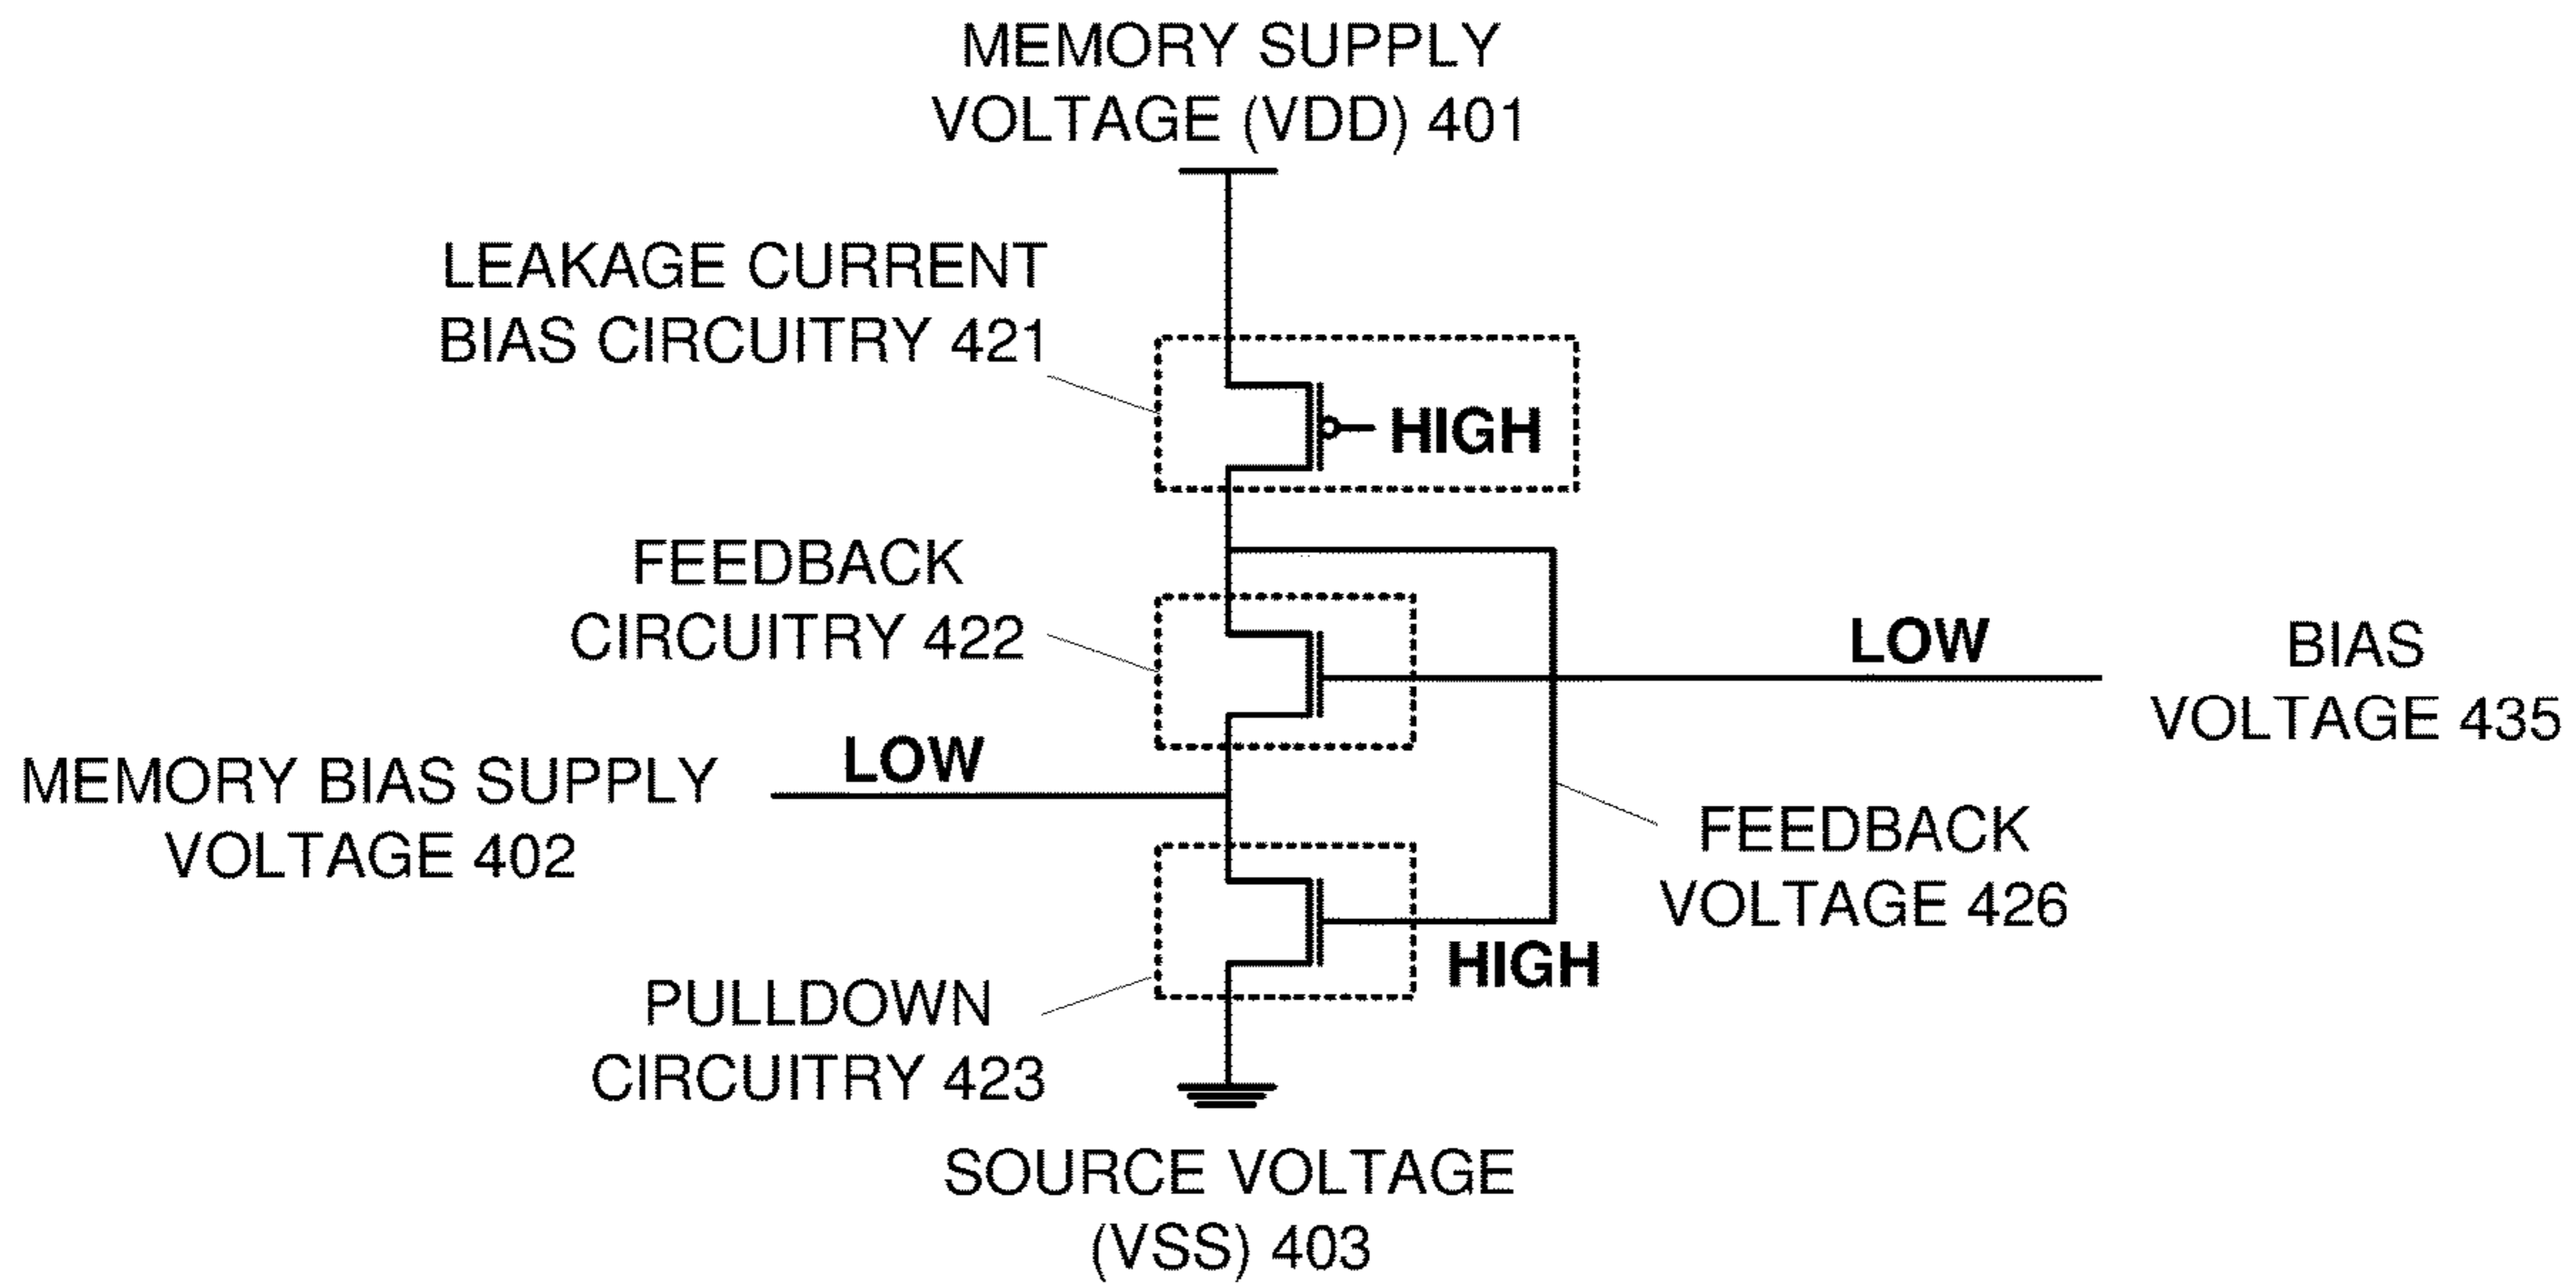 MEMORY SUPPLY
VOLTAGE (VDD) 401
LEAKAGE CURRENT
BIAS CIRCUITRY 421
HIGH
FEEDBACK
CIRCUITRY 422
LOW
BIAS
VOLTAGE 435
MEMORY BIAS SUPPLY
VOLTAGE 402
LOW
FEEDBACK
VOLTAGE 426
HIGH
PULLDOWN
CIRCUITRY 423
SOURCE VOLTAGE
(VSS) 403